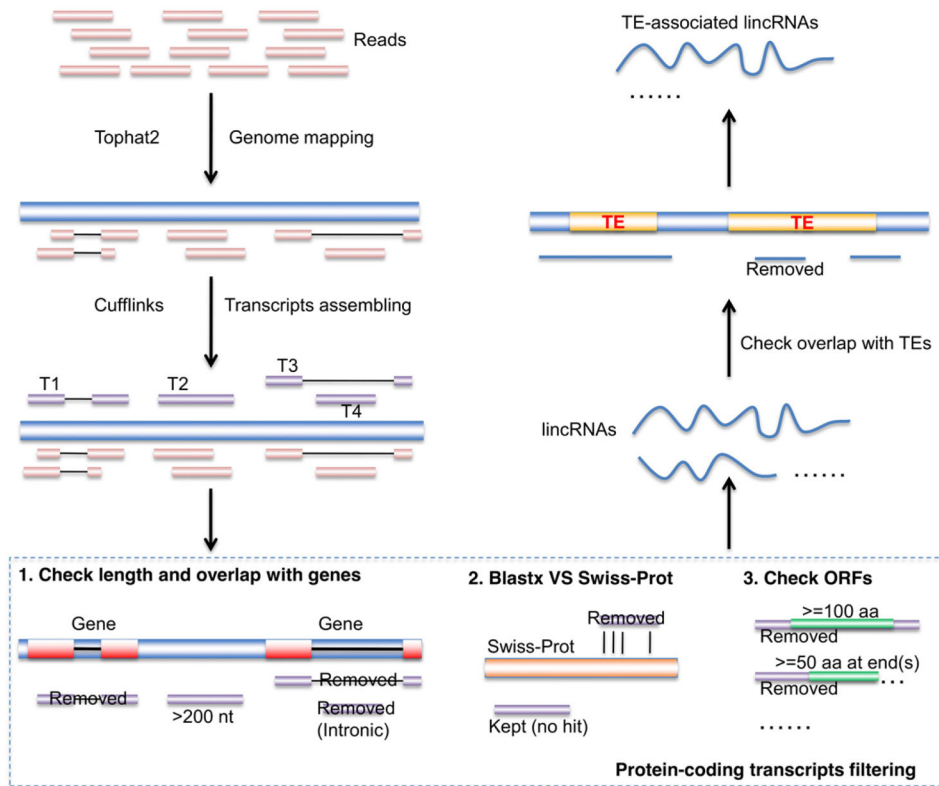 Reads
Tophat2
Genome mapping
Cufflinks
Transcripts assembling
T1
T2
T3
T4
TE-associated lincRNAs
......
TE
TE
Removed
Check overlap with TEs
lincRNAs
......
1. Check length and overlap with genes
Gene
Gene
Removed
>200 nt
Removed
Removed
(Intronic)
2. Blastx VS Swiss-Prot
Removed
Swiss-Prot
Kept (no hit)
3. Check ORFs
>=100 aa
Removed
>=50 aa at end(s)
Removed
...
......
Protein-coding transcripts filtering